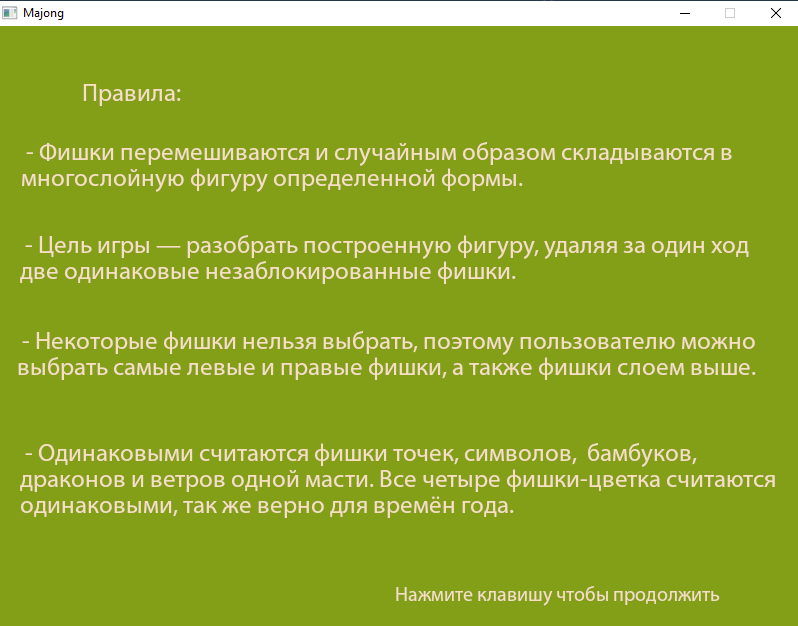 Majong
Правила:
- Фишки перемешиваются и случайным образом складываются в
многослойную фигуру определенной формы.
- Цель игры — разобрать построенную фигуру, удаляя за один ход
две одинаковые незаблокированные фишки.
- Некоторые фишки нельзя выбрать, поэтому пользователю можно
выбрать самые левые и правые фишки, а также фишки слоем выше.
- Одинаковыми считаются фишки точек, символов,  бамбуков,
драконов и ветров одной масти. Все четыре фишки-цветка считаются
одинаковыми, так же верно для времён года.
Нажмите клавишу чтобы продолжить